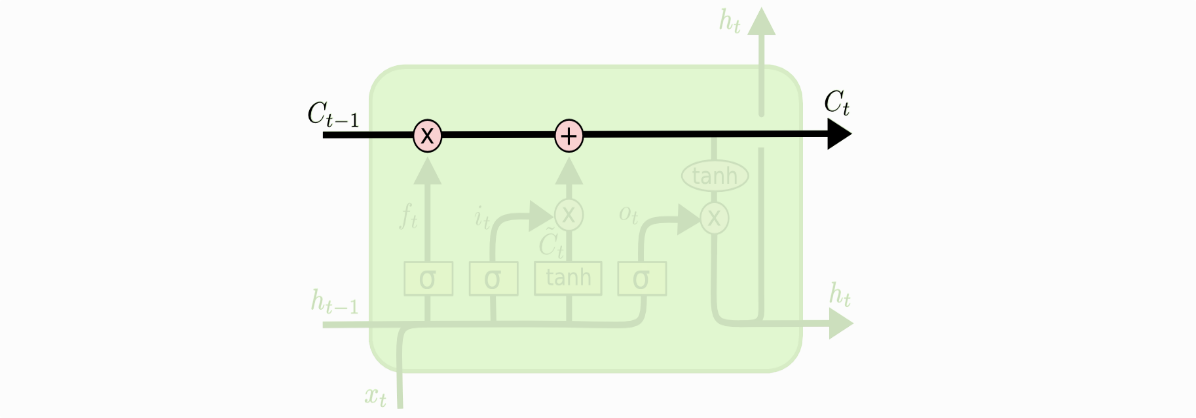 h_t
C_{t-1} C_t
x +
tanh
f_t i_t x o_t x
C̃_t
σ σ tanh σ
h_{t-1} h_t
x_t